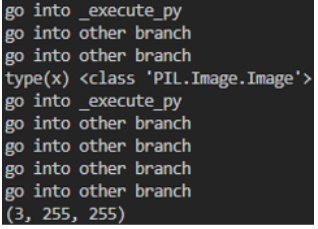 go into _execute_py
go into other branch
go into other branch
type(x) <class 'PIL.Image.Image'>
go into _execute_py
go into other branch
go into other branch
go into other branch
go into other branch
(3, 255, 255)